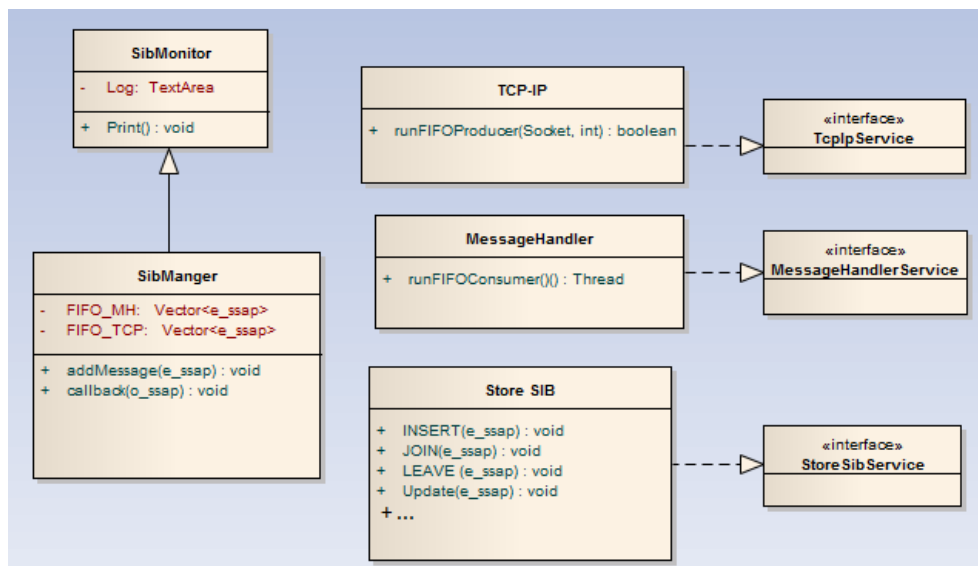 SibMonitor
- Log: TextArea
+ Print() : void
SibManger
- FIFO_MH: Vector<e_ssap>
- FIFO_TCP: Vector<e_ssap>
+ addMessage(e_ssap) : void
+ callback(o_ssap) : void
TCP-IP
+ runFIFOProducer(Socket, int) : boolean
«interface»
TcpIpService
MessageHandler
+ runFIFOConsumer()() : Thread
«interface»
MessageHandlerService
Store SIB
+ INSERT(e_ssap) : void
+ JOIN(e_ssap) : void
+ LEAVE (e_ssap) : void
+ Update(e_ssap) : void
+...
«interface»
StoreSibService